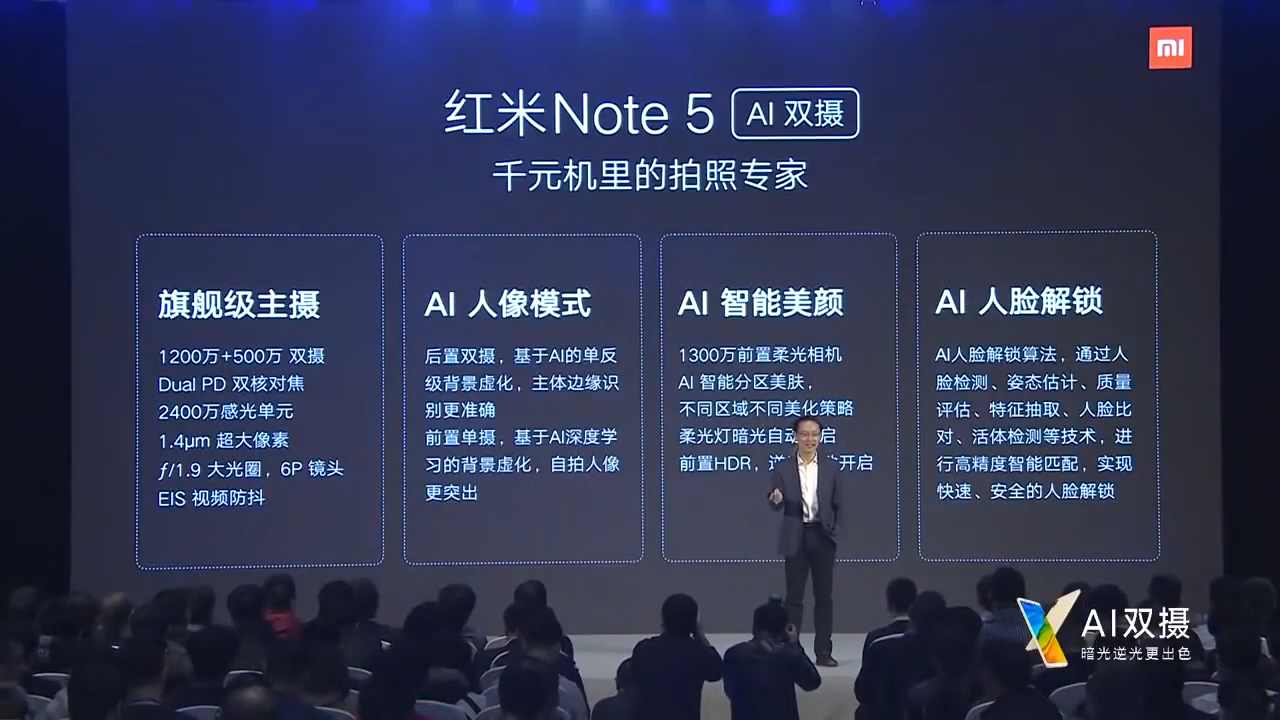 mi
红米Note 5 AI 双摄
千元机里的拍照专家
旗舰级主摄
1200万+500万 双摄
Dual PD 双核对焦
2400万感光单元
1.4μm 超大像素
ƒ/1.9 大光圈，6P 镜头
EIS 视频防抖
AI 人像模式
后置双摄，基于AI的单反
级背景虚化，主体边缘识
别更准确
前置单摄，基于AI深度学
习的背景虚化，自拍人像
更突出
AI 智能美颜
1300万前置柔光相机
AI 智能分区美肤，
不同区域不同美化策略
柔光灯暗光自动 启
前置HDR，逆 开启
AI 人脸解锁
AI人脸解锁算法，通过人
脸检测、姿态估计、质量
评估、特征抽取、人脸比
对、活体检测等技术，进
行高精度智能匹配，实现
快速、安全的人脸解锁
AI双摄
暗光逆光更出色